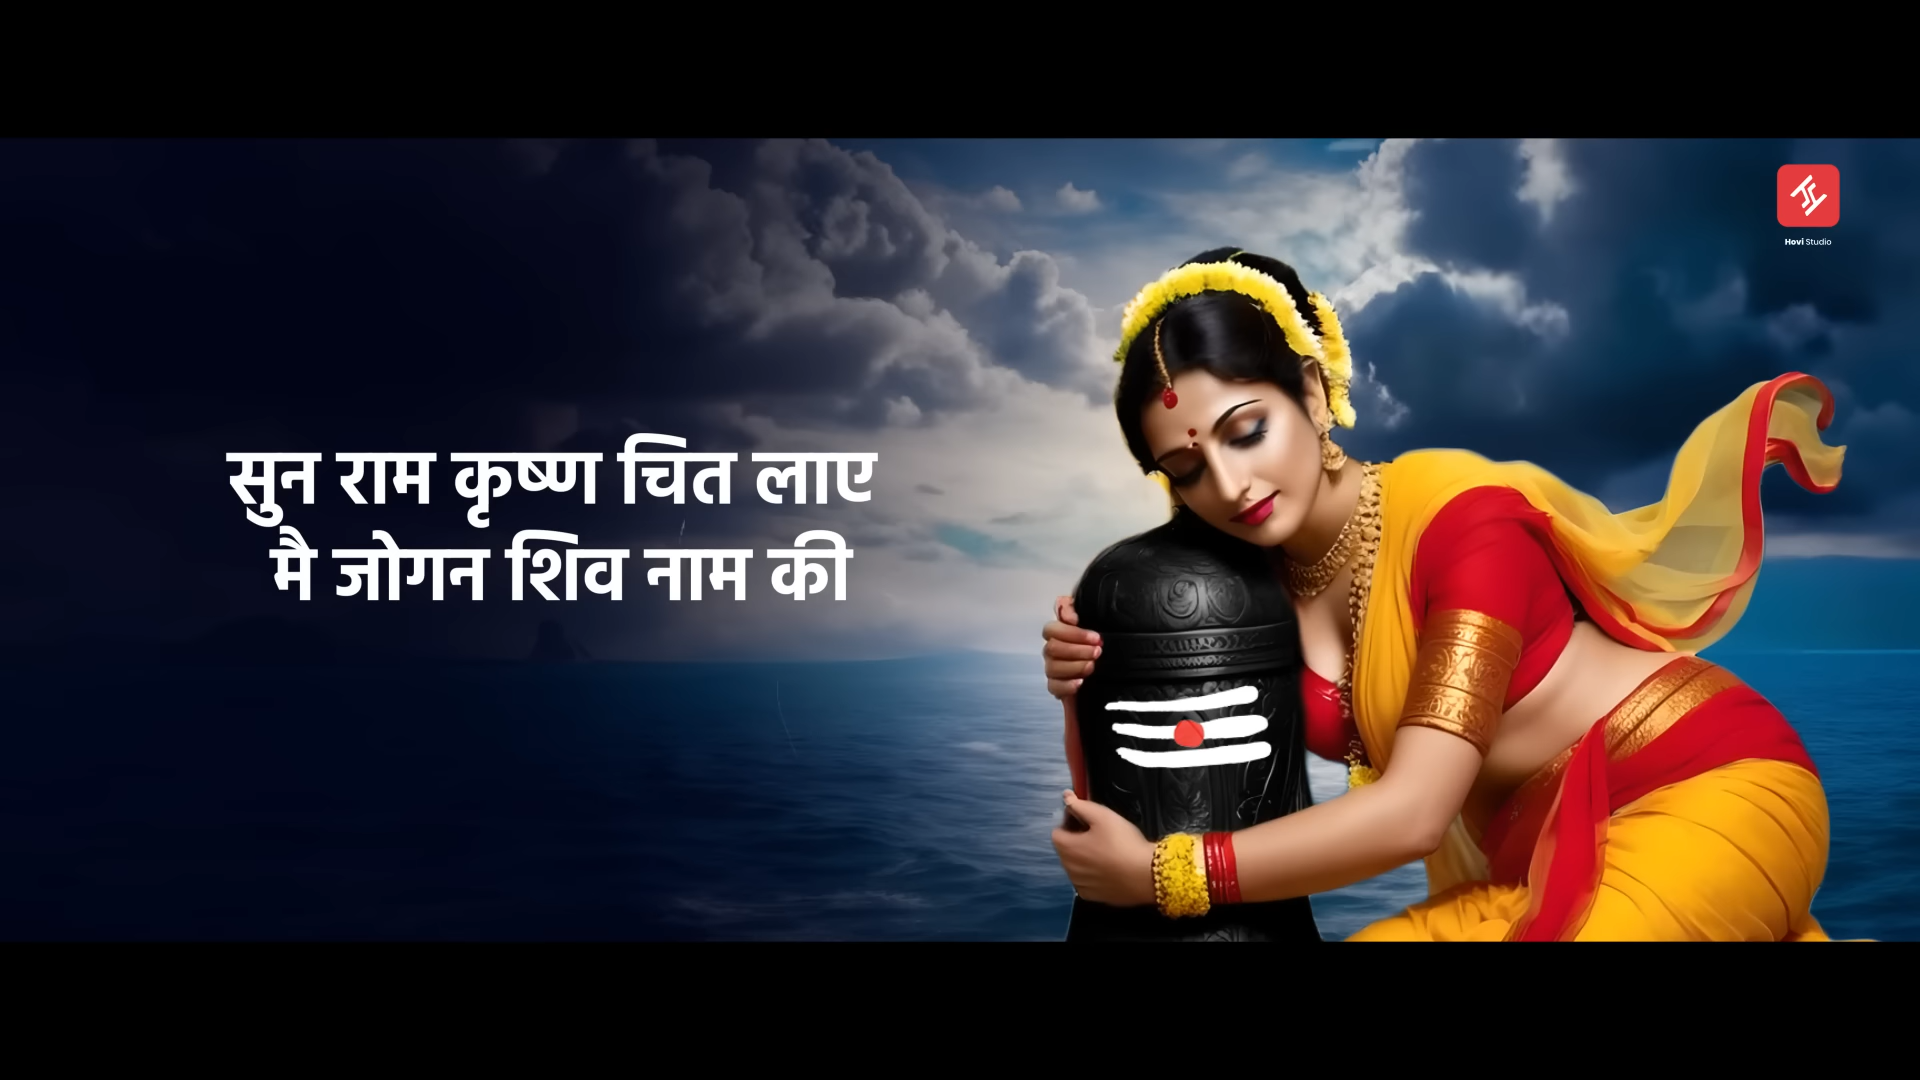 सुन राम कृष्ण चित लाए
मै जोगन शिव नाम की
Hovi Studio